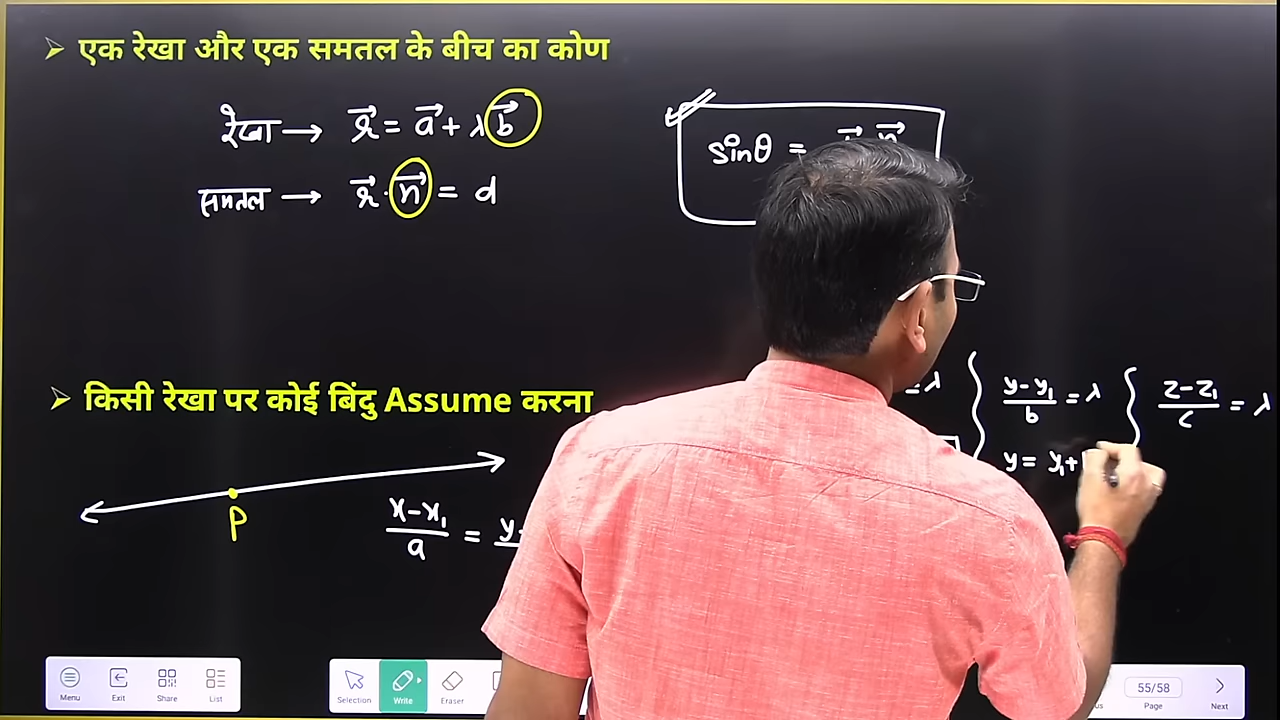 ➢ एक रेखा और एक समतल के बीच का कोण
रेखा → r⃗ = a⃗ + λ b⃗
समतल → r⃗ · n⃗ = d
sinθ =
➢ किसी रेखा पर कोई बिंदु Assume करना
P
(x-x₁)/a =
= λ
(y-y₁)/b = λ
y = y₁+
(z-z₁)/c = λ
Menu
Exit
Share
List
Selection
Write
Eraser
55/58
Page
Next